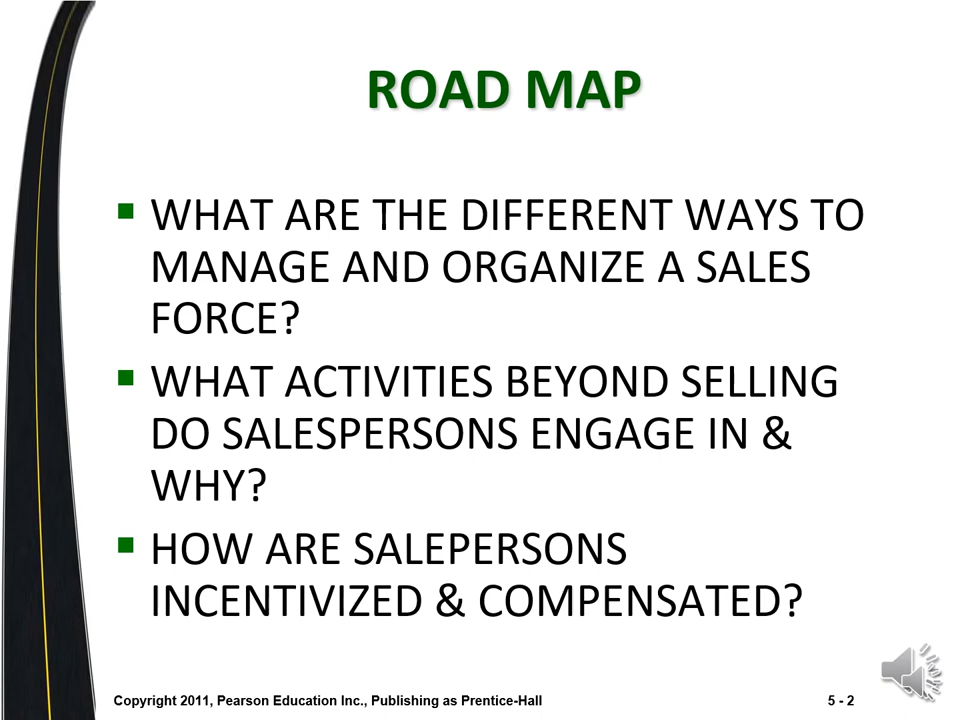 ROAD MAP
WHAT ARE THE DIFFERENT WAYS TO
MANAGE AND ORGANIZE A SALES
FORCE?
WHAT ACTIVITIES BEYOND SELLING
DO SALESPERSONS ENGAGE IN &
WHY?
HOW ARE SALEPERSONS
INCENTIVIZED & COMPENSATED?
Copyright 2011, Pearson Education Inc., Publishing as Prentice-Hall
5 - 2